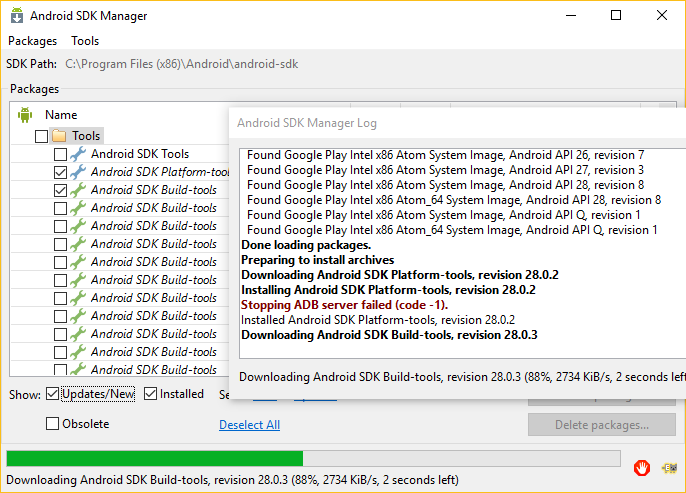 Android SDK Manager
Packages Tools
SDK Path: C:\Program Files (x86)\Android\android-sdk
Packages
Name
Tools
Android SDK Tools
Android SDK Platform-tool
Android SDK Build-tools
Android SDK Build-tools
Android SDK Build-tools
Android SDK Build-tools
Android SDK Build-tools
Android SDK Build-tools
Android SDK Build-tools
Android SDK Build-tools
Android SDK Build-tools
Android SDK Build-tools
Android SDK Build-tools
Android SDK Manager Log
Found Google Play Intel x86 Atom System Image, Android API 26, revision 7
Found Google Play Intel x86 Atom System Image, Android API 27, revision 3
Found Google Play Intel x86 Atom System Image, Android API 28, revision 8
Found Google Play Intel x86 Atom_64 System Image, Android API 28, revision 8
Found Google Play Intel x86 Atom System Image, Android API Q, revision 1
Found Google Play Intel x86 Atom_64 System Image, Android API Q, revision 1
Done loading packages.
Preparing to install archives
Downloading Android SDK Platform-tools, revision 28.0.2
Installing Android SDK Platform-tools, revision 28.0.2
Stopping ADB server failed (code -1).
Installed Android SDK Platform-tools, revision 28.0.2
Downloading Android SDK Build-tools, revision 28.0.3
Downloading Android SDK Build-tools, revision 28.0.3 (88%, 2734 KiB/s, 2 seconds left
Show: Updates/New Installed
Obsolete Deselect All Delete packages...
Downloading Android SDK Build-tools, revision 28.0.3 (88%, 2734 KiB/s, 2 seconds left)